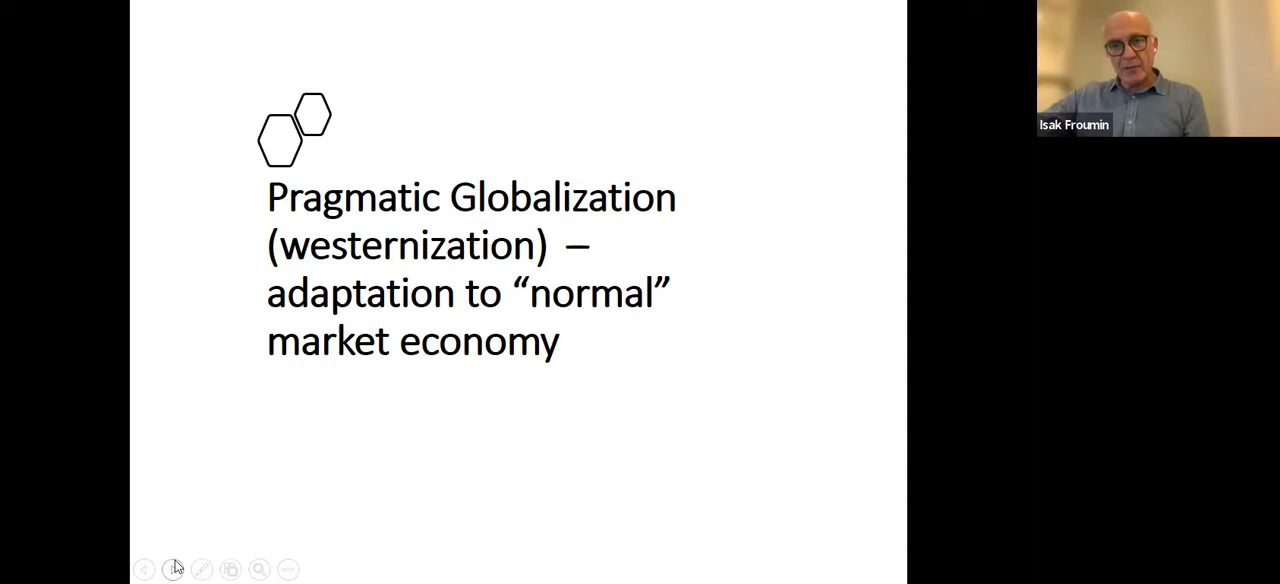 Pragmatic Globalization
(westernization) –
adaptation to “normal”
market economy
Isak Froumin